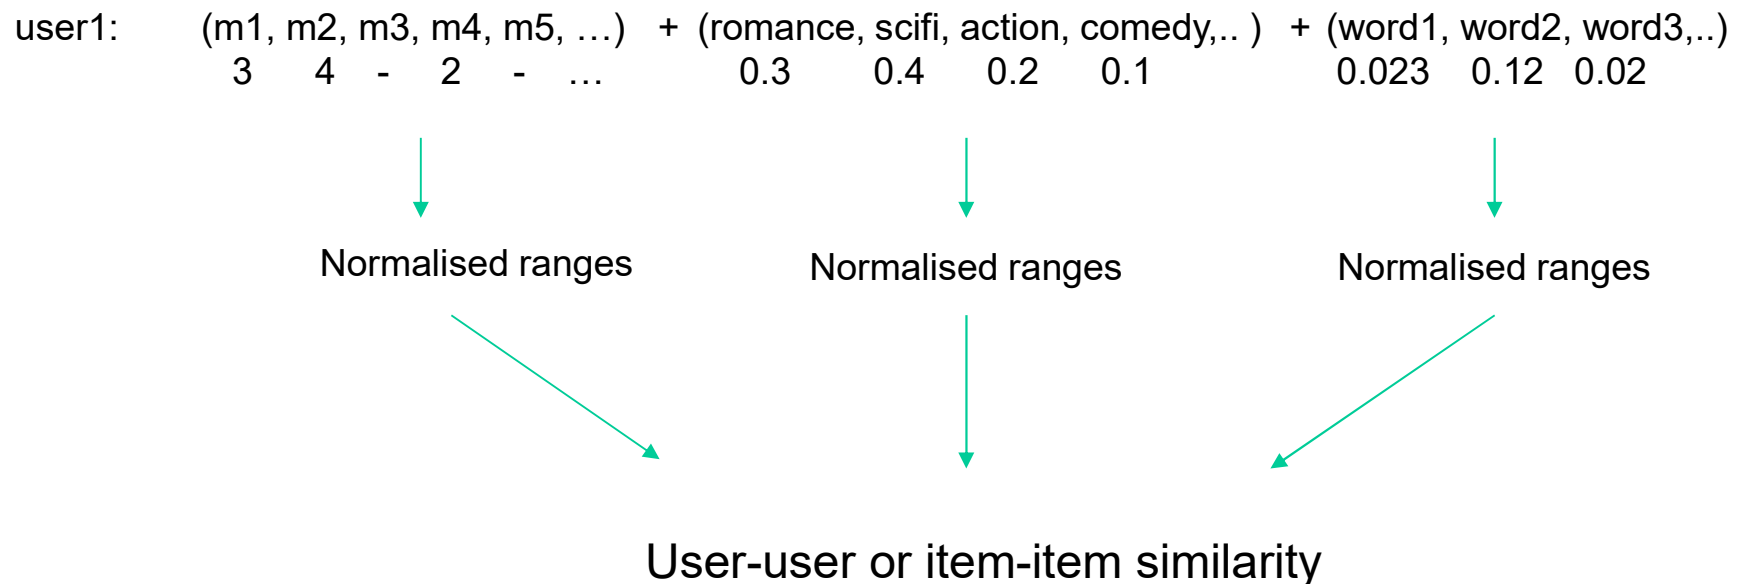 user1: (m1, m2, m3, m4, m5, …) + (romance, scifi, action, comedy,.. ) + (word1, word2, word3,..)
3 4 - 2 - … 0.3 0.4 0.2 0.1 0.023 0.12 0.02
Normalised ranges Normalised ranges Normalised ranges
User-user or item-item similarity